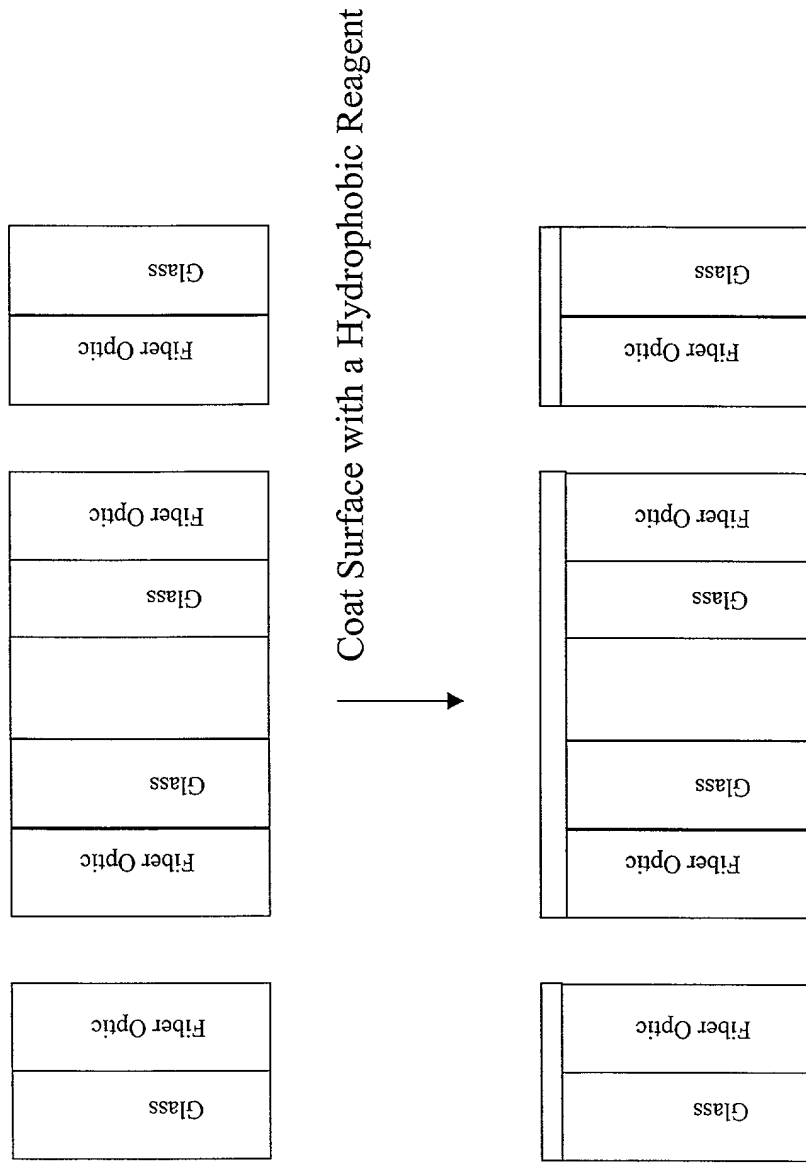 Glass
Fiber Optic
Fiber Optic
Glass
Glass
Fiber Optic
Fiber Optic
Glass
Coat Surface with a Hydrophobic Reagent
Glass
Fiber Optic
Fiber Optic
Glass
Glass
Fiber Optic
Fiber Optic
Glass